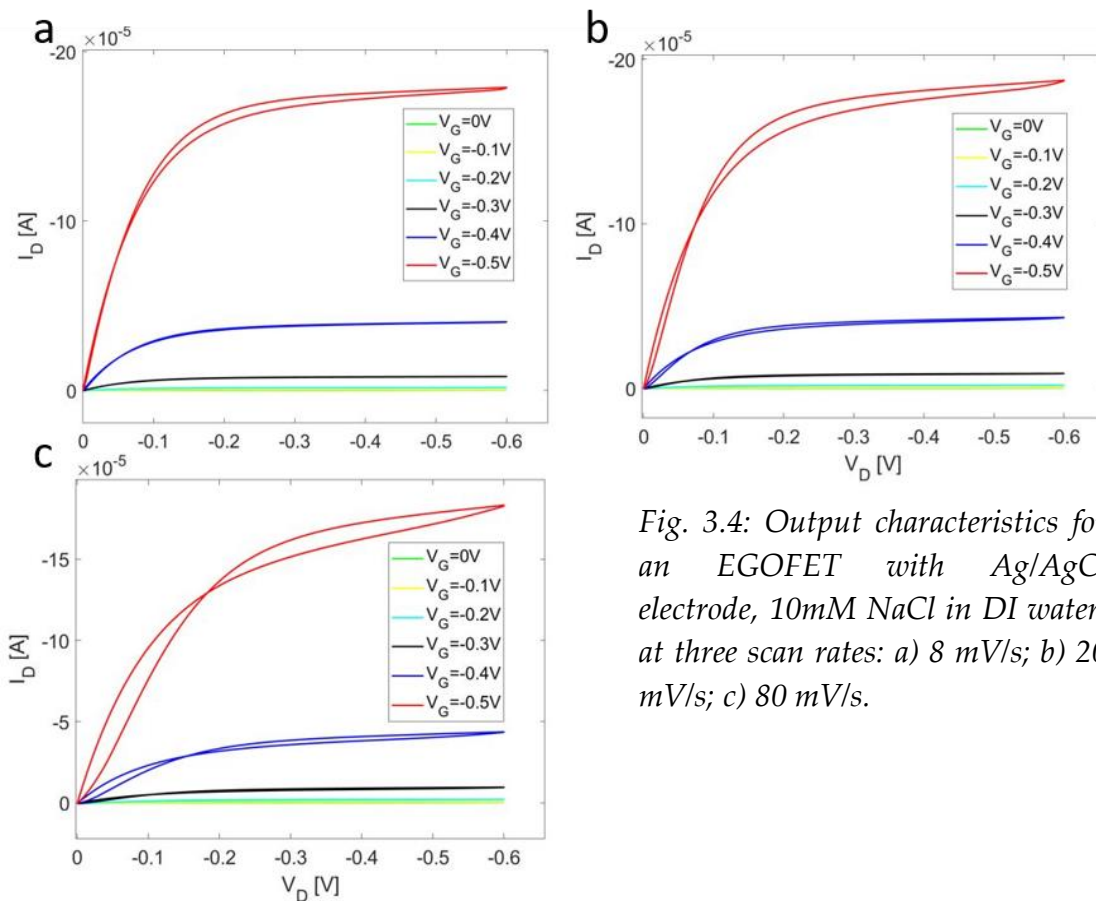 a
×10⁻⁵
-20
-10
0
I_D [A]
V_G=0V
V_G=-0.1V
V_G=-0.2V
V_G=-0.3V
V_G=-0.4V
V_G=-0.5V
0 -0.1 -0.2 -0.3 -0.4 -0.5 -0.6
b
×10⁻⁵
-20
-10
0
I_D [A]
V_G=0V
V_G=-0.1V
V_G=-0.2V
V_G=-0.3V
V_G=-0.4V
V_G=-0.5V
0 -0.1 -0.2 -0.3 -0.4 -0.5 -0.6
V_D [V]
c
×10⁻⁵
-15
-10
-5
0
I_D [A]
V_G=0V
V_G=-0.1V
V_G=-0.2V
V_G=-0.3V
V_G=-0.4V
V_G=-0.5V
0 -0.1 -0.2 -0.3 -0.4 -0.5 -0.6
V_D [V]
Fig. 3.4: Output characteristics fo
an EGOFET with Ag/AgC
electrode, 10mM NaCl in DI water
at three scan rates: a) 8 mV/s; b) 20
mV/s; c) 80 mV/s.